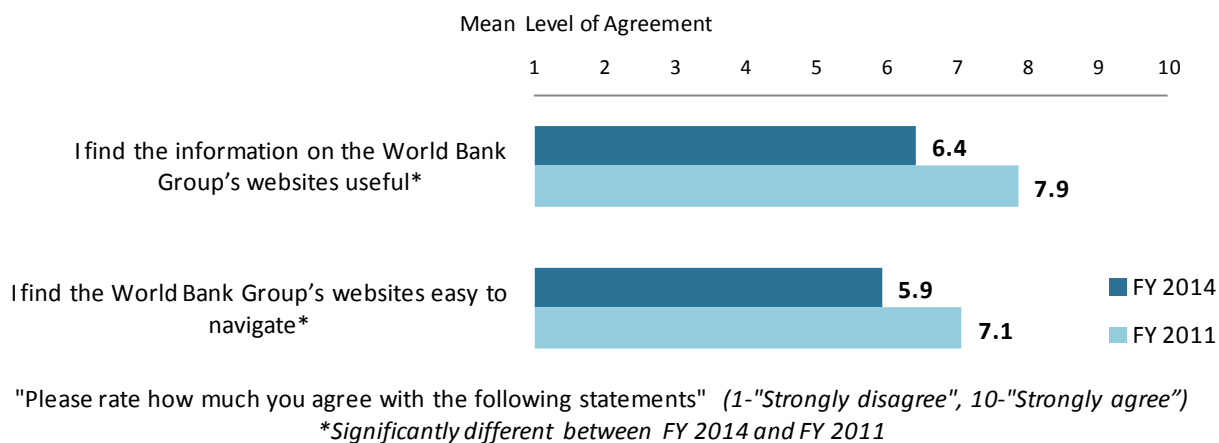 Mean Level of Agreement
1 2 3 4 5 6 7 8 9 10
I find the information on the World Bank
Group’s websites useful*
6.4
7.9
I find the World Bank Group’s websites easy to
navigate*
5.9
7.1
FY 2014
FY 2011
"Please rate how much you agree with the following statements" (1-"Strongly disagree", 10-"Strongly agree”)
*Significantly different between FY 2014 and FY 2011